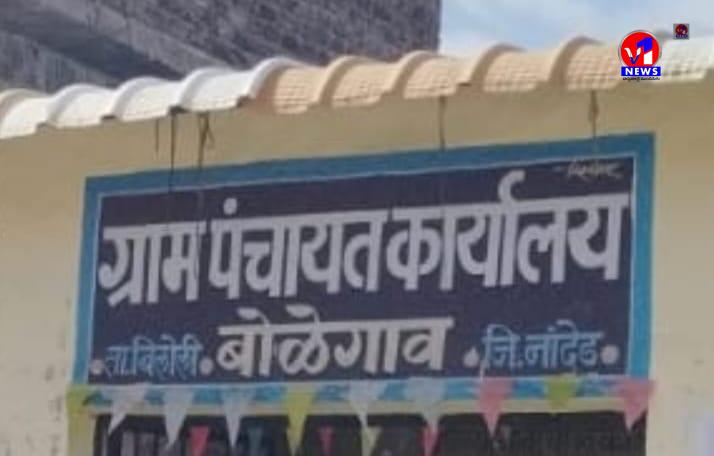 V1
NEWS
ग्राम पंचायत कार्यालय
ता.बिलोली. बोळेगाव . जि.नांदेड.